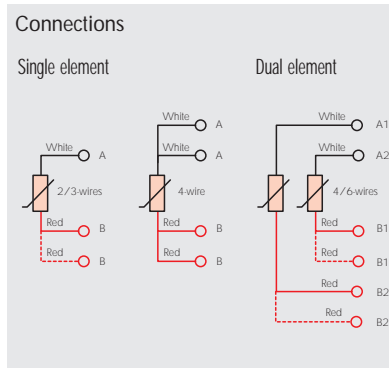 Connections
Single element Dual element
White A1
White A
White A2
White A
White A
2/3-wires 4-wire 4/6-wires
Red B
Red B
Red B1
Red B
Red B
Red B1
Red B2
Red B2